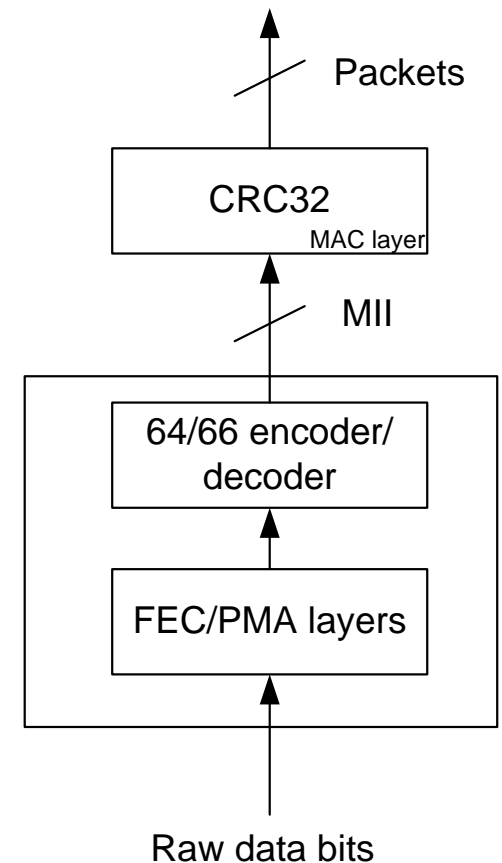 Packets
CRC32
MAC layer
MII
64/66 encoder/
decoder
FEC/PMA layers
Raw data bits